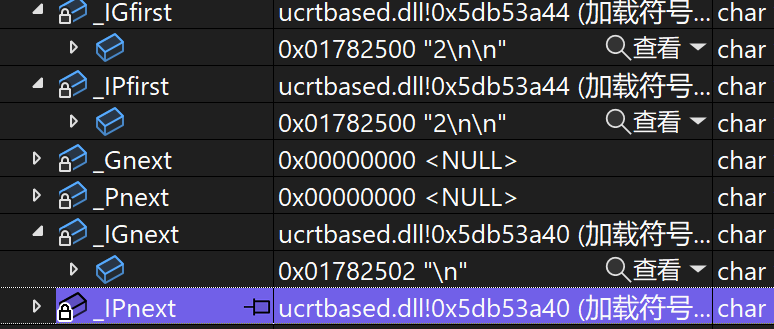 _IGfirst ucrtbased.dll!0x5db53a44 (加载符号... char
0x01782500 "2\n\n" 查看 char
_IPfirst ucrtbased.dll!0x5db53a44 (加载符号... char
0x01782500 "2\n\n" 查看 char
_Gnext 0x00000000 <NULL> char
_Pnext 0x00000000 <NULL> char
_IGnext ucrtbased.dll!0x5db53a40 (加载符号... char
0x01782502 "\n" 查看 char
_IPnext ucrtbased.dll!0x5db53a40 (加载符号... char